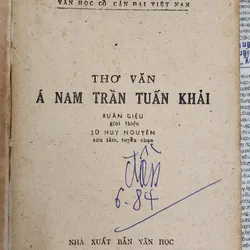 VĂN HỌC CỔ CẬN ĐẠI VIỆT NAM
THƠ VĂN
Á NAM TRẦN TUẤN KHẢI
XUÂN DIỆU
giới thiệu
LỮ HUY NGUYÊN
sưu tầm, tuyển chọn
6-84
NHÀ XUẤT BẢN VĂN HỌC